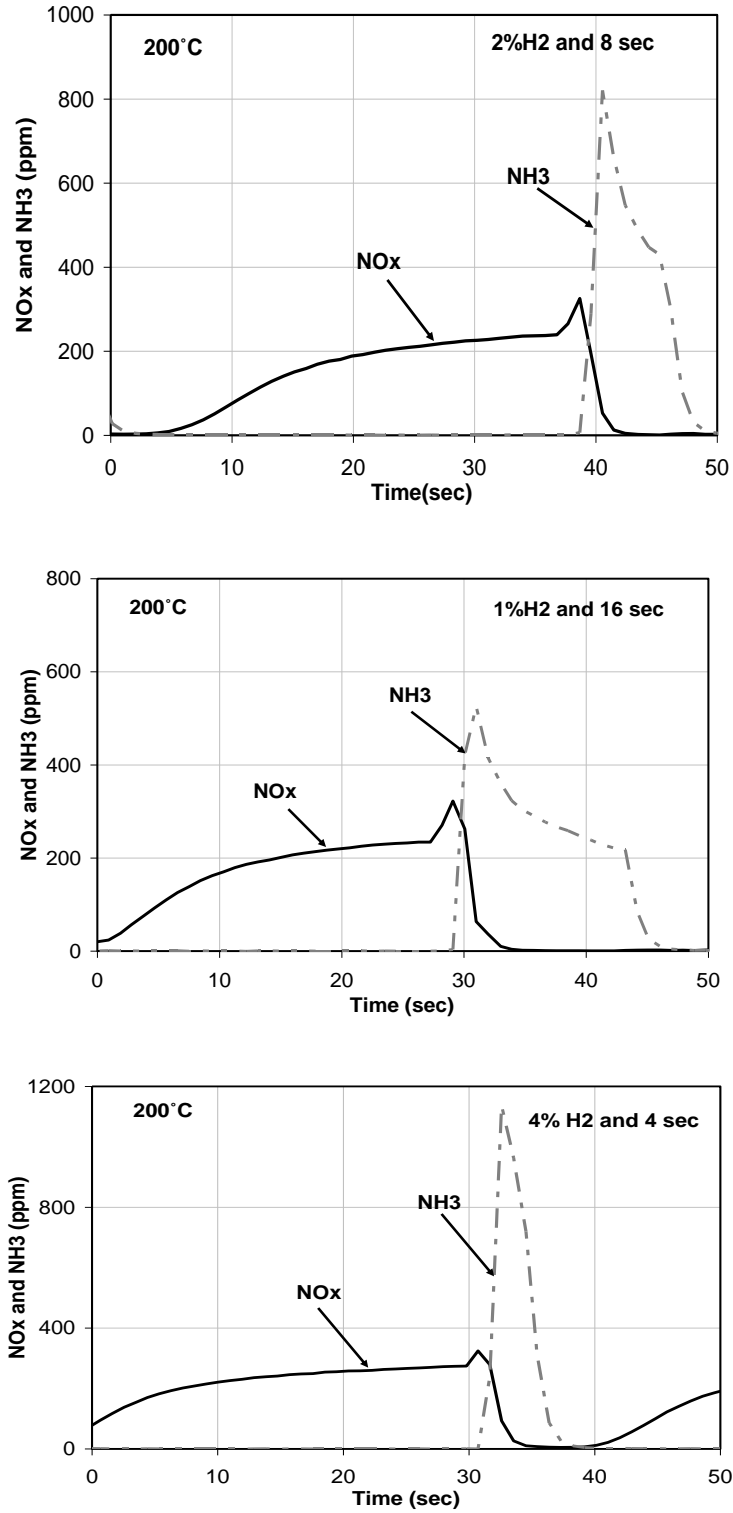 1000
200˚C
2%H2 and 8 sec
800
NH3
600
NOx and NH3 (ppm)
400
NOx
200
0
0 10 20 30 40 50
Time(sec)
800
200˚C
1%H2 and 16 sec
600
NH3
NOx and NH3 (ppm)
400
NOx
200
0
0 10 20 30 40 50
Time (sec)
1200
200˚C
4% H2 and 4 sec
800
NH3
NOx and NH3 (ppm)
NOx
400
0
0 10 20 30 40 50
Time (sec)